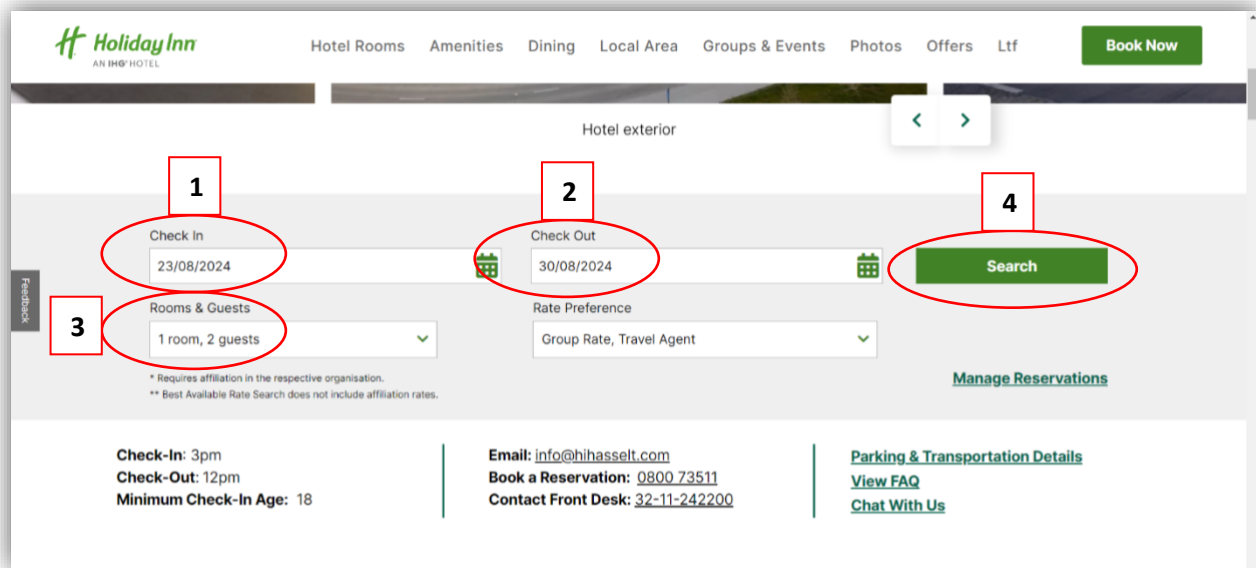 Holiday Inn
AN IHG® HOTEL
Hotel Rooms Amenities Dining Local Area Groups & Events Photos Offers Ltf
Book Now
Hotel exterior
1
2
4
Check In
Check Out
23/08/2024
30/08/2024
Search
Feedback
Rooms & Guests
Rate Preference
3
1 room, 2 guests
Group Rate, Travel Agent
* Requires affiliation in the respective organisation.
** Best Available Rate Search does not include affiliation rates.
Manage Reservations
Check-In: 3pm
Check-Out: 12pm
Minimum Check-In Age: 18
Email: info@hihasselt.com
Book a Reservation: 0800 73511
Contact Front Desk: 32-11-242200
Parking & Transportation Details
View FAQ
Chat With Us